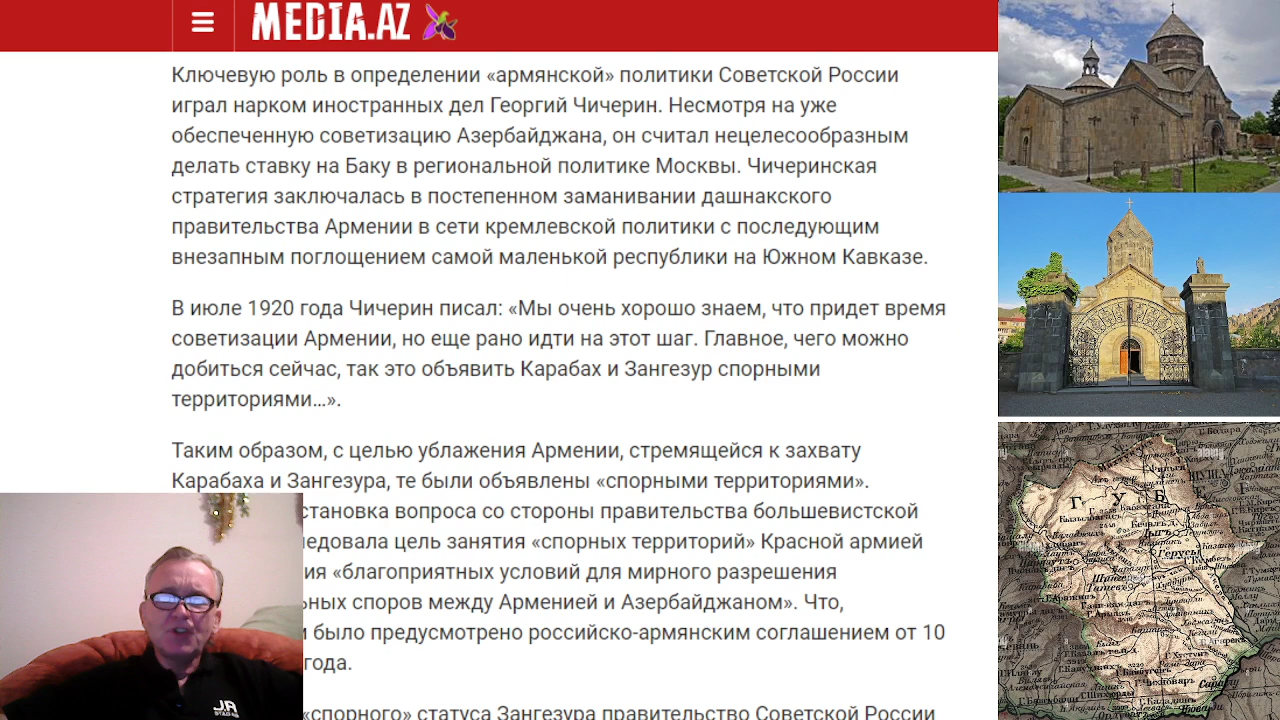 MEDIA.AZ
Ключевую роль в определении «армянской» политики Советской России
играл нарком иностранных дел Георгий Чичерин. Несмотря на уже
обеспеченную советизацию Азербайджана, он считал нецелесообразным
делать ставку на Баку в региональной политике Москвы. Чичеринская
стратегия заключалась в постепенном заманивании дашнакского
правительства Армении в сети кремлевской политики с последующим
внезапным поглощением самой маленькой республики на Южном Кавказе.
В июле 1920 года Чичерин писал: «Мы очень хорошо знаем, что придет время
советизации Армении, но еще рано идти на этот шаг. Главное, чего можно
добиться сейчас, так это объявить Карабах и Зангезур спорными
территориями…».
Таким образом, с целью ублажения Армении, стремящейся к захвату
Карабаха и Зангезура, те были объявлены «спорными территориями».
становка вопроса со стороны правительства большевистской
ледовала цель занятия «спорных территорий» Красной армией
ия «благоприятных условий для мирного разрешения
ных споров между Арменией и Азербайджаном». Что,
и было предусмотрено российско-армянским соглашением от 10
года.
«спорного» статуса Зангезура правительство Советской России
JR
Г У Б
Герусы